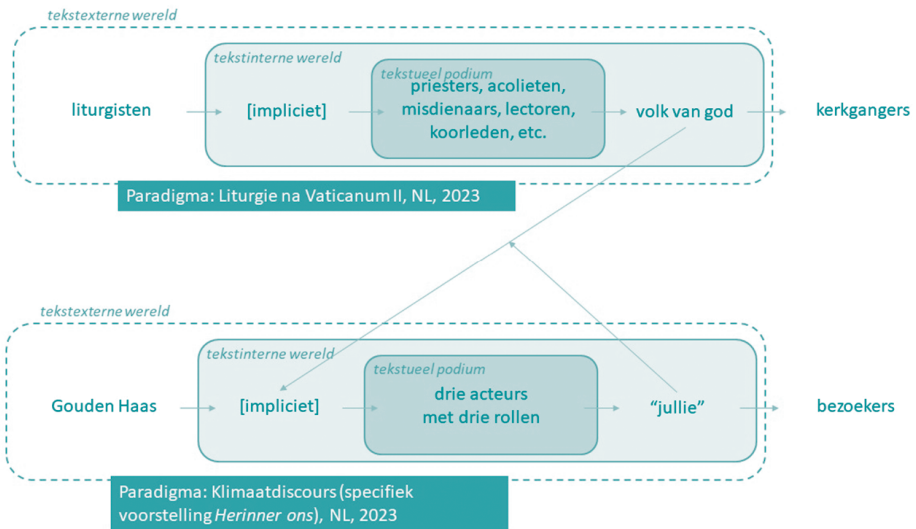 tekstexterne wereld
tekstinterne wereld
tekstueel podium
liturgisten
[impliciet]
priesters, acolieten,
misdienaars, lectoren,
koorleden, etc.
volk van god
kerkgangers
Paradigma: Liturgie na Vaticanum II, NL, 2023
tekstexterne wereld
tekstinterne wereld
tekstueel podium
Gouden Haas
[impliciet]
drie acteurs
met drie rollen
“jullie”
bezoekers
Paradigma: Klimaatdiscours (specifiek
voorstelling Herinner ons), NL, 2023